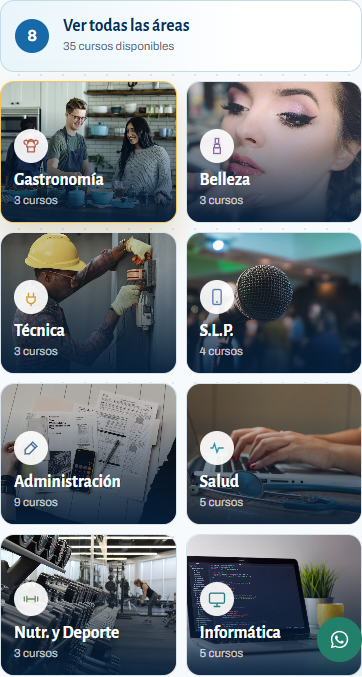 8
Ver todas las áreas
35 cursos disponibles
Gastronomía
3 cursos
Belleza
3 cursos
Técnica
3 cursos
S.L.P.
4 cursos
Administración
9 cursos
Salud
5 cursos
Nutr. y Deporte
3 cursos
Informática
5 cursos